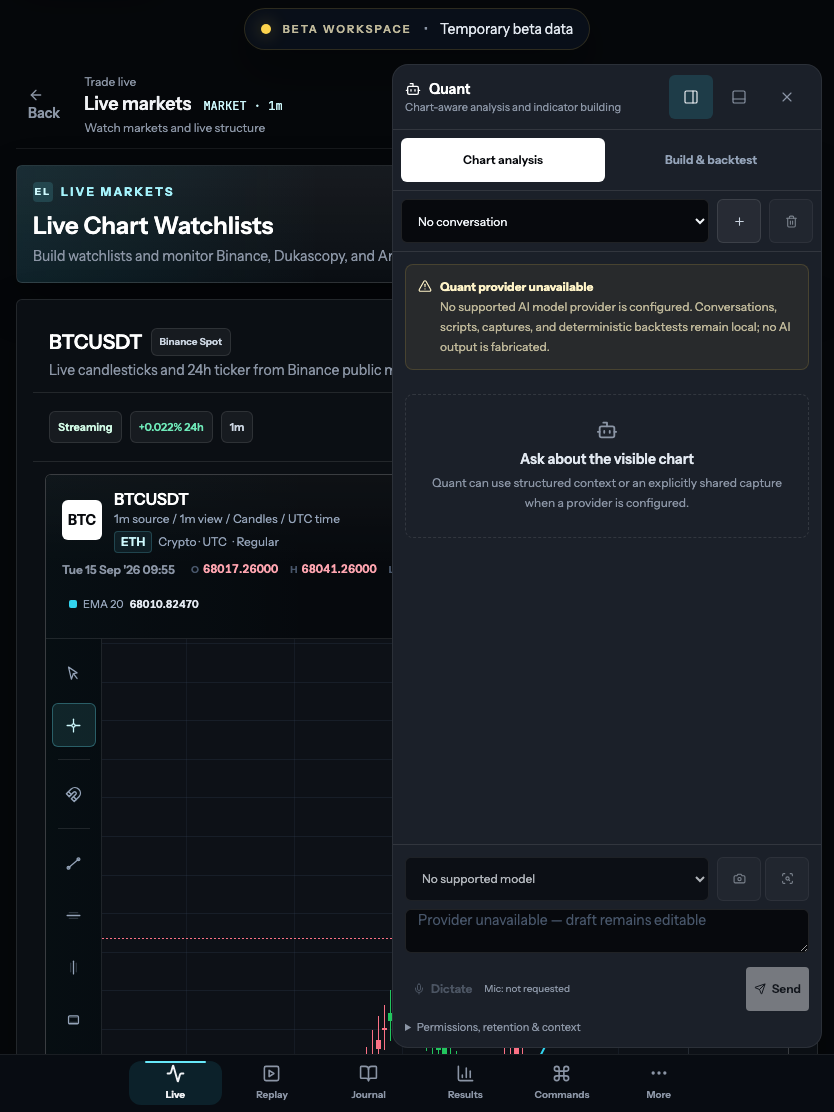 BETA WORKSPACE · Temporary beta data
Back
Trade live
Live markets MARKET · 1m
Watch markets and live structure
EL LIVE MARKETS
Live Chart Watchlists
Build watchlists and monitor Binance, Dukascopy, and
BTCUSDT Binance Spot
Live candlesticks and 24h ticker from Binance public
Streaming +0.022% 24h 1m
BTC
BTCUSDT
1m source / 1m view / Candles / UTC time
ETH Crypto · UTC · Regular
Tue 15 Sep '26 09:55 O 68017.26000 H 68041.26000
EMA 20 68010.82470
Quant
Chart-aware analysis and indicator building
Chart analysis Build & backtest
No conversation
Quant provider unavailable
No supported AI model provider is configured. Conversations,
scripts, captures, and deterministic backtests remain local; no AI
output is fabricated.
Ask about the visible chart
Quant can use structured context or an explicitly shared capture
when a provider is configured.
No supported model
Provider unavailable — draft remains editable
Dictate Mic: not requested Send
Permissions, retention & context
Live Replay Journal Results Commands More